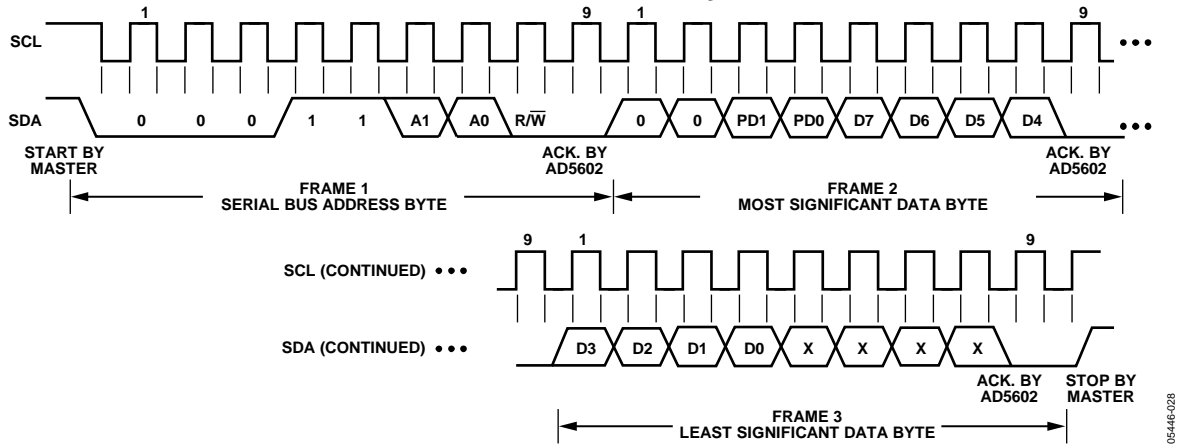 1 9 1 9
SCL
SDA 0 0 0 1 1 A1 A0 R/W̅ 0 0 PD1 PD0 D7 D6 D5 D4
START BY MASTER
ACK. BY AD5602
ACK. BY AD5602
FRAME 1
SERIAL BUS ADDRESS BYTE
FRAME 2
MOST SIGNIFICANT DATA BYTE
9 1 9
SCL (CONTINUED)
SDA (CONTINUED) D3 D2 D1 D0 X X X X
ACK. BY AD5602
STOP BY MASTER
FRAME 3
LEAST SIGNIFICANT DATA BYTE
05446-028